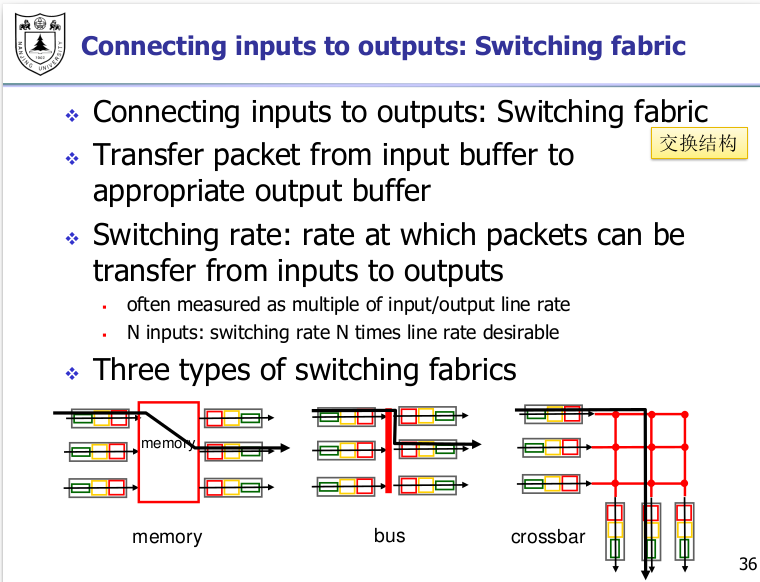 Connecting inputs to outputs: Switching fabric
Connecting inputs to outputs: Switching fabric
交换结构
Transfer packet from input buffer to
appropriate output buffer
Switching rate: rate at which packets can be
transfer from inputs to outputs
often measured as multiple of input/output line rate
N inputs: switching rate N times line rate desirable
Three types of switching fabrics
memory
memory
bus
crossbar
36